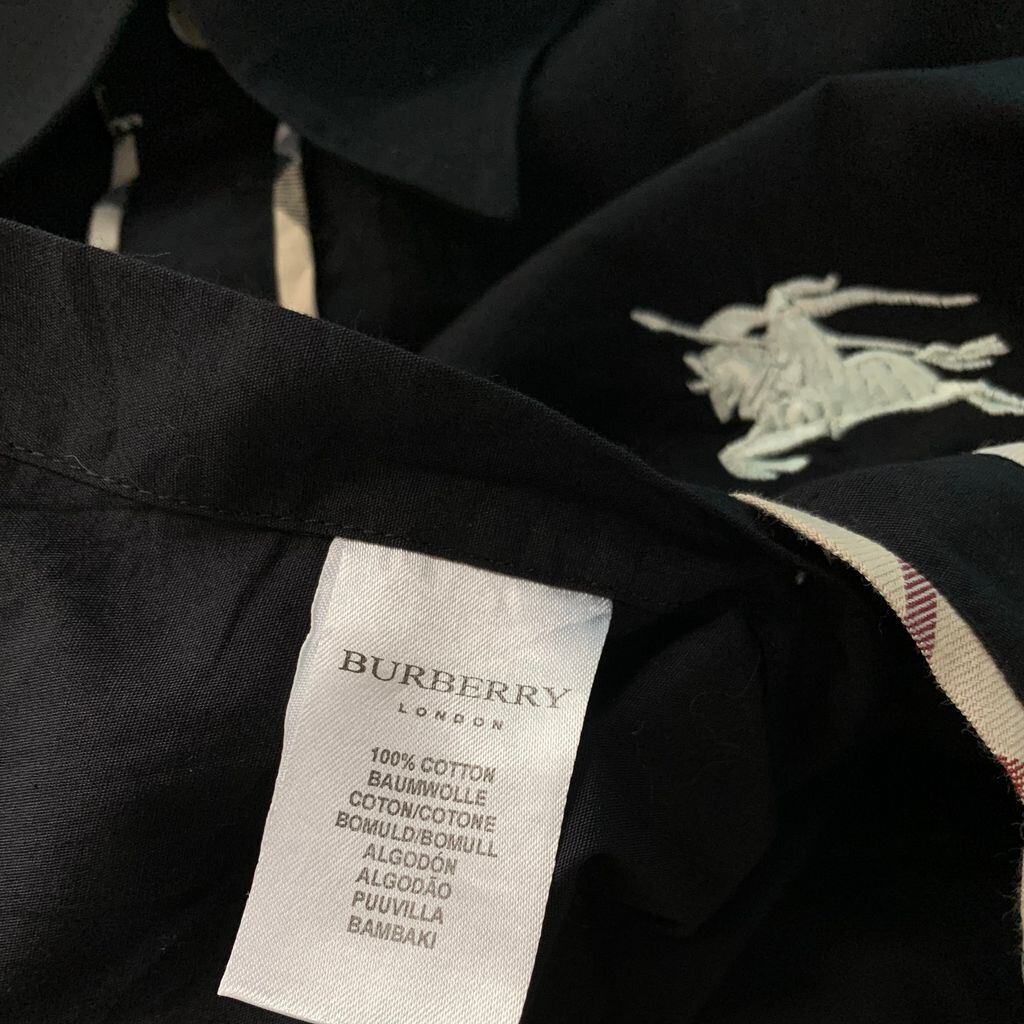 BURBERRY
LONDON
100% COTTON
BAUMWOLLE
COTON/COTONE
BOMULD/BOMULL
ALGODÓN
ALGODÃO
PUUVILLA
BAMBAKI